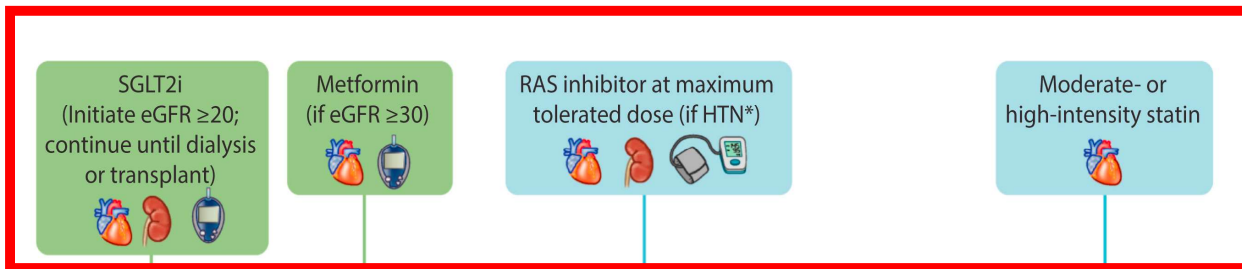 SGLT2i
(Initiate eGFR ≥20;
continue until dialysis
or transplant)
Metformin
(if eGFR ≥30)
RAS inhibitor at maximum
tolerated dose (if HTN*)
Moderate- or
high-intensity statin